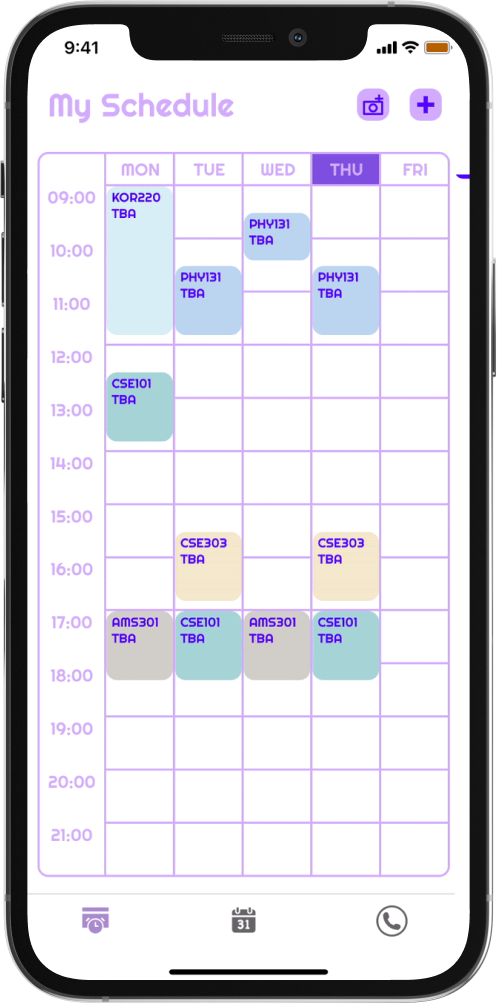 9:41
My Schedule
MON TUE WED THU FRI
09:00
KOR220
TBA
PHY131
TBA
10:00
PHY131
TBA
PHY131
TBA
11:00
12:00
CSE101
TBA
13:00
14:00
15:00
CSE303
TBA
CSE303
TBA
16:00
17:00
AMS301
TBA
CSE101
TBA
AMS301
TBA
CSE101
TBA
18:00
19:00
20:00
21:00
31